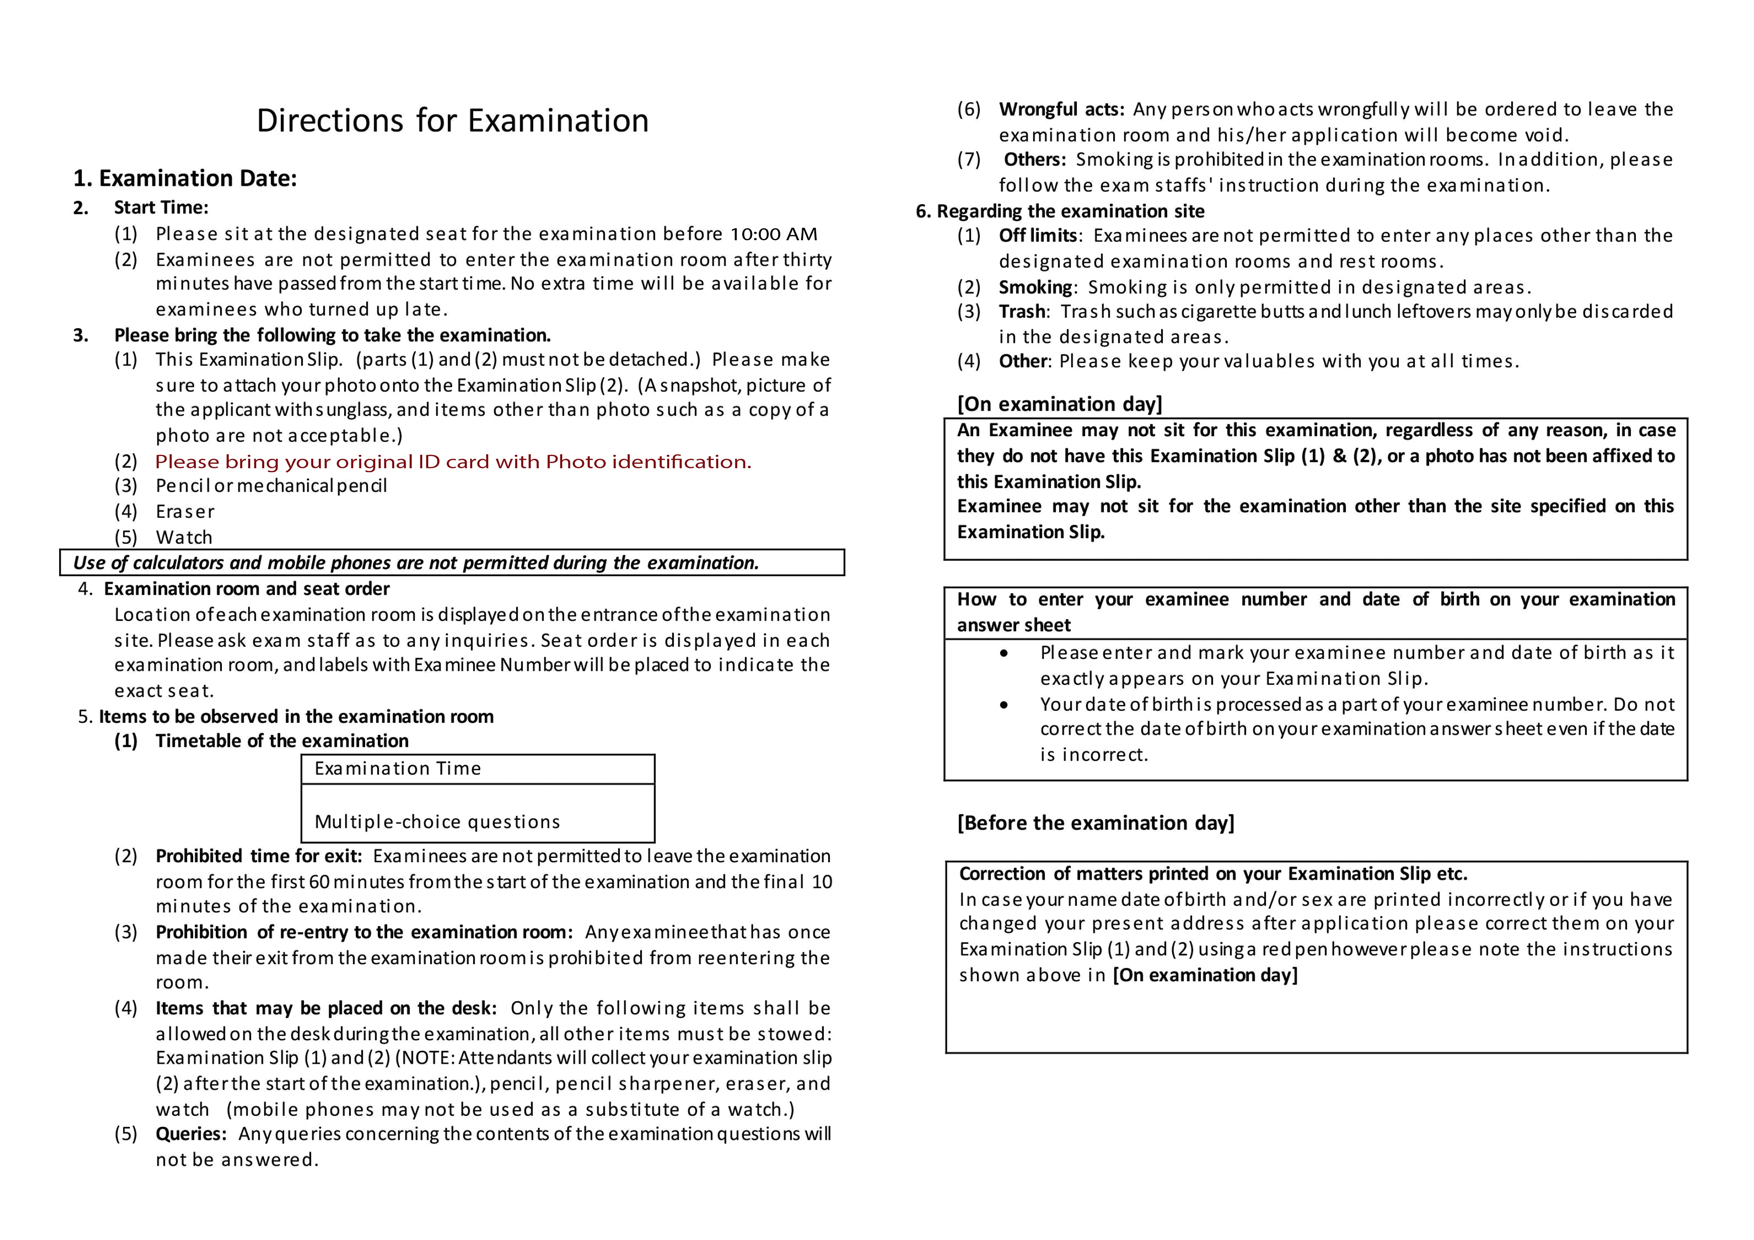 Directions for Examination
1. Examination Date:
2. Start Time:
(1) Please sit at the designated seat for the examination before 10:00 AM
(2) Examinees are not permitted to enter the examination room after thirty
minutes have passed from the start time. No extra time will be available for
examinees who turned up late.
3. Please bring the following to take the examination.
(1) This Examination Slip. (parts (1) and (2) must not be detached.) Please make
sure to attach your photo onto the Examination Slip (2). (A snapshot, picture of
the applicant with sunglass, and items other than photo such as a copy of a
photo are not acceptable.)
(2) Please bring your original ID card with Photo identification.
(3) Pencil or mechanical pencil
(4) Eraser
(5) Watch
Use of calculators and mobile phones are not permitted during the examination.
4. Examination room and seat order
Location of each examination room is displayed on the entrance of the examination
site. Please ask exam staff as to any inquiries. Seat order is displayed in each
examination room, and labels with Examinee Number will be placed to indicate the
exact seat.
5. Items to be observed in the examination room
(1) Timetable of the examination
Examination Time
Multiple-choice questions
(2) Prohibited time for exit: Examinees are not permitted to leave the examination
room for the first 60 minutes from the start of the examination and the final 10
minutes of the examination.
(3) Prohibition of re-entry to the examination room: Any examinee that has once
made their exit from the examination room is prohibited from reentering the
room.
(4) Items that may be placed on the desk: Only the following items shall be
allowed on the desk during the examination, all other items must be stowed:
Examination Slip (1) and (2) (NOTE: Attendants will collect your examination slip
(2) after the start of the examination.), pencil, pencil sharpener, eraser, and
watch (mobile phones may not be used as a substitute of a watch.)
(5) Queries: Any queries concerning the contents of the examination questions will
not be answered.
(6) Wrongful acts: Any person who acts wrongfully will be ordered to leave the
examination room and his/her application will become void.
(7) Others: Smoking is prohibited in the examination rooms. In addition, please
follow the exam staffs' instruction during the examination.
6. Regarding the examination site
(1) Off limits: Examinees are not permitted to enter any places other than the
designated examination rooms and rest rooms.
(2) Smoking: Smoking is only permitted in designated areas.
(3) Trash: Trash such as cigarette butts and lunch leftovers may only be discarded
in the designated areas.
(4) Other: Please keep your valuables with you at all times.
[On examination day]
An Examinee may not sit for this examination, regardless of any reason, in case
they do not have this Examination Slip (1) & (2), or a photo has not been affixed to
this Examination Slip.
Examinee may not sit for the examination other than the site specified on this
Examination Slip.
How to enter your examinee number and date of birth on your examination
answer sheet
• Please enter and mark your examinee number and date of birth as it
exactly appears on your Examination Slip.
• Your date of birth is processed as a part of your examinee number. Do not
correct the date of birth on your examination answer sheet even if the date
is incorrect.
[Before the examination day]
Correction of matters printed on your Examination Slip etc.
In case your name date of birth and/or sex are printed incorrectly or if you have
changed your present address after application please correct them on your
Examination Slip (1) and (2) using a red pen however please note the instructions
shown above in [On examination day]